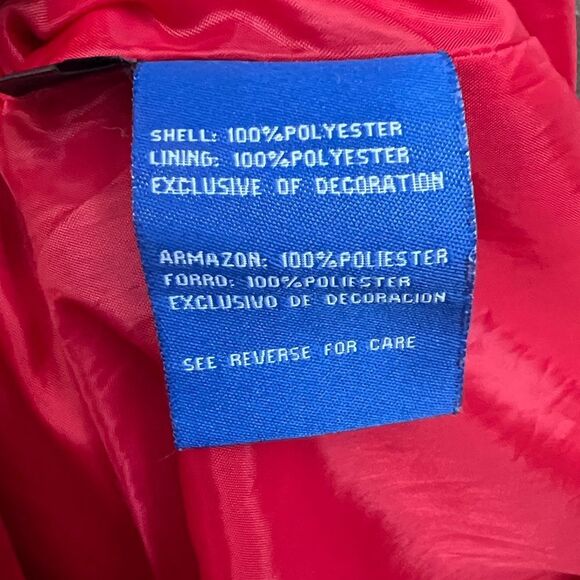 SHELL: 100%POLYESTER
LINING: 100%POLYESTER
EXCLUSIVE OF DECORATION
ARMAZON: 100%POLIESTER
FORRO: 100%POLIESTER
EXCLUSIVO DE DECORACION
SEE REVERSE FOR CARE